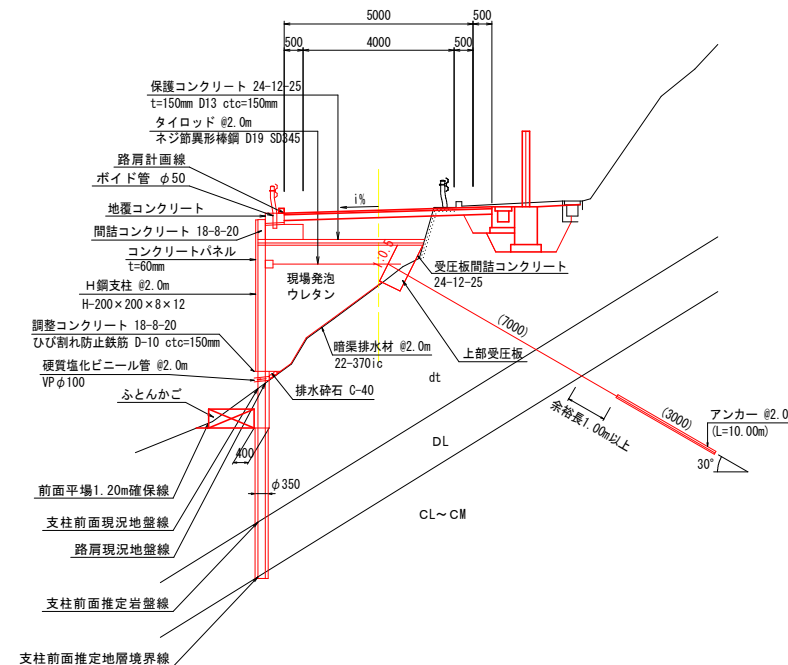 5000
500
500
4000
500
保護コンクリート 24-12-25
t=150mm D13 ctc=150mm
タイロッド @2.0m
ネジ節異形棒鋼 D19 SD345
路肩計画線
ボイド管 φ50
i%
地覆コンクリート
間詰コンクリート 18-8-20
コンクリートパネル
t=60mm
1:0.5
受圧板間詰コンクリート
24-12-25
現場発泡
ウレタン
H鋼支柱 @2.0m
H-200×200×8×12
調整コンクリート 18-8-20
ひび割れ防止鉄筋 D-10 ctc=150mm
(7000)
暗渠排水材 @2.0m
22-370ic
上部受圧板
硬質塩化ビニール管 @2.0m
VPφ100
排水砕石 C-40
dt
ふとんかご
余裕長1.00m以上
(3000)
アンカー @2.0
(L=10.00m)
DL
400
30°
前面平場1.20m確保線
φ350
支柱前面現況地盤線
CL～CM
路肩現況地盤線
支柱前面推定岩盤線
支柱前面推定地層境界線